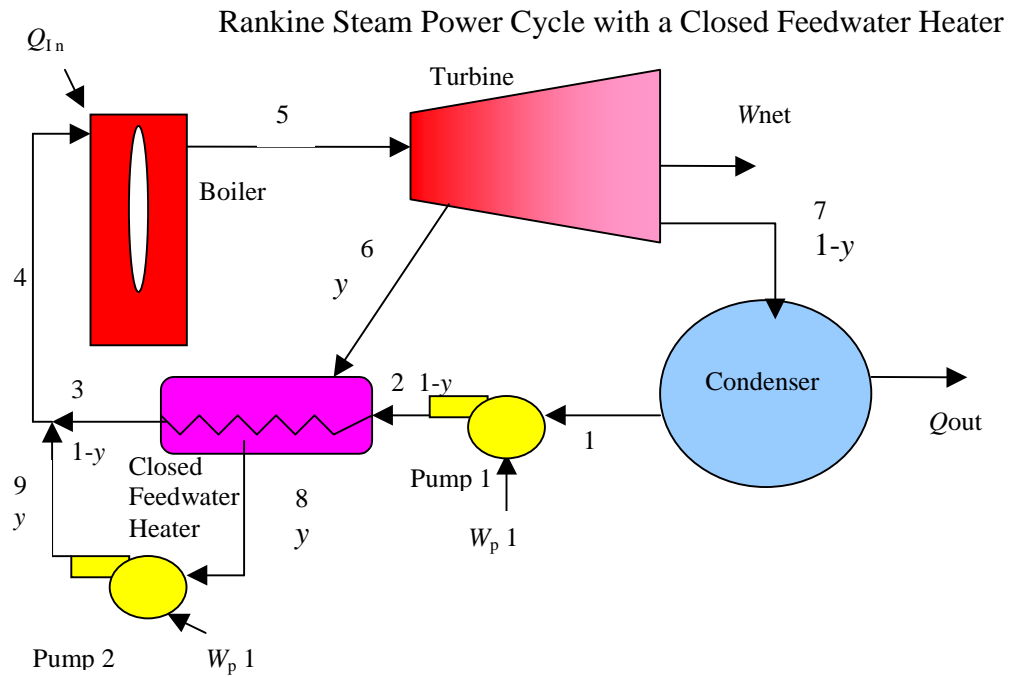 Rankine Steam Power Cycle with a Closed Feedwater Heater
QIn
Turbine
5
Wnet
Boiler
7
1-y
6
4
y
3
2
1-y
Condenser
1
Qout
1-y
Closed
Feedwater
Heater
Pump 1
9
y
8
y
Wp 1
Pump 2
Wp 1